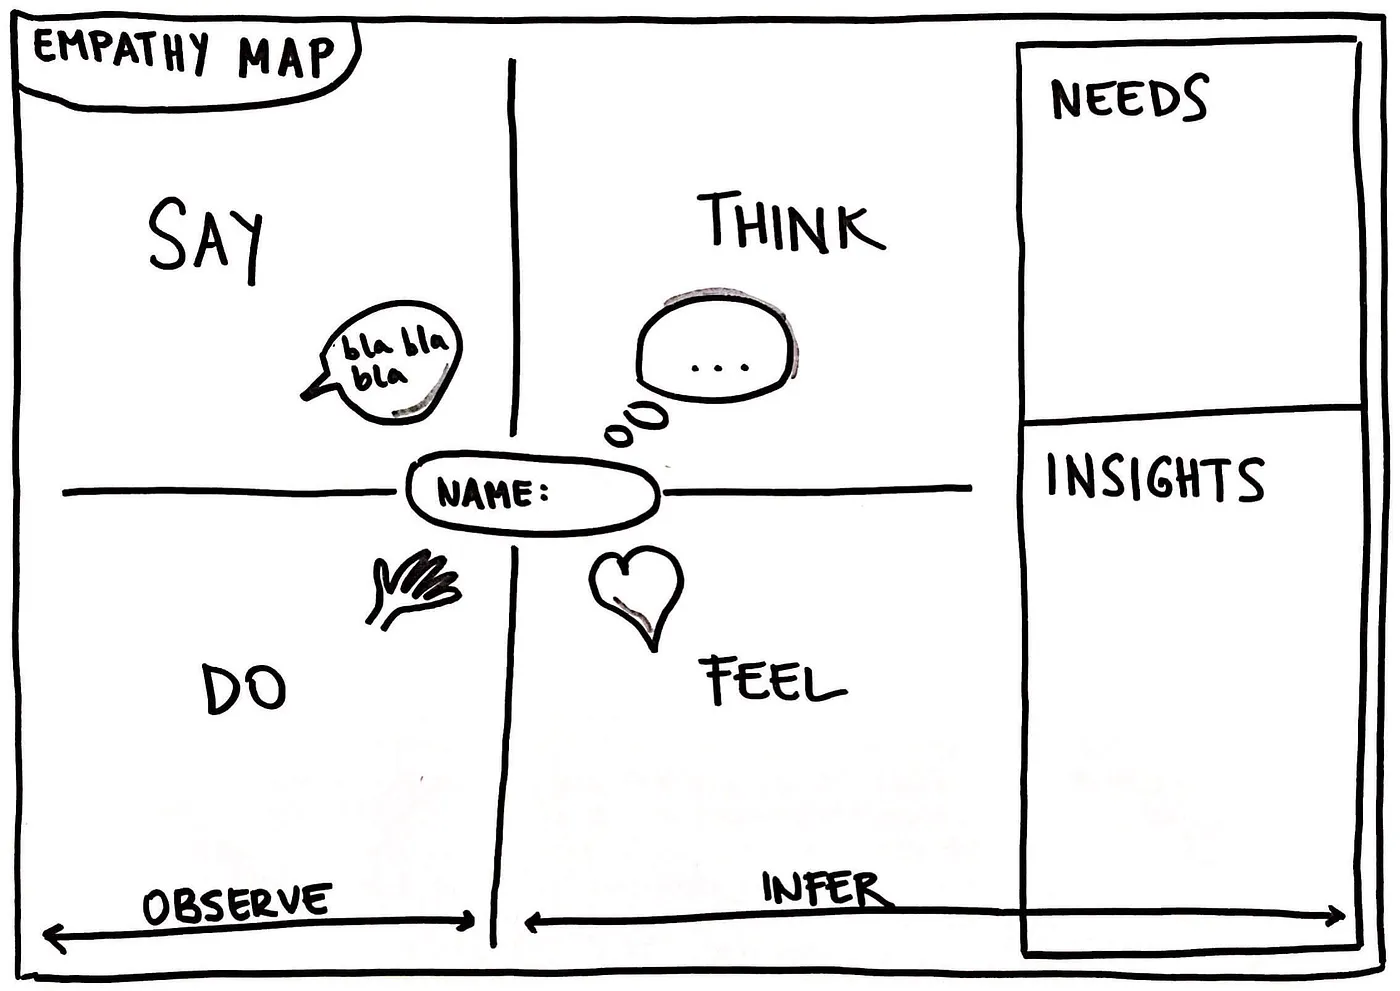 EMPATHY MAP
SAY
bla bla
bla
THINK
...
NAME:
DO
FEEL
OBSERVE
INFER
NEEDS
INSIGHTS